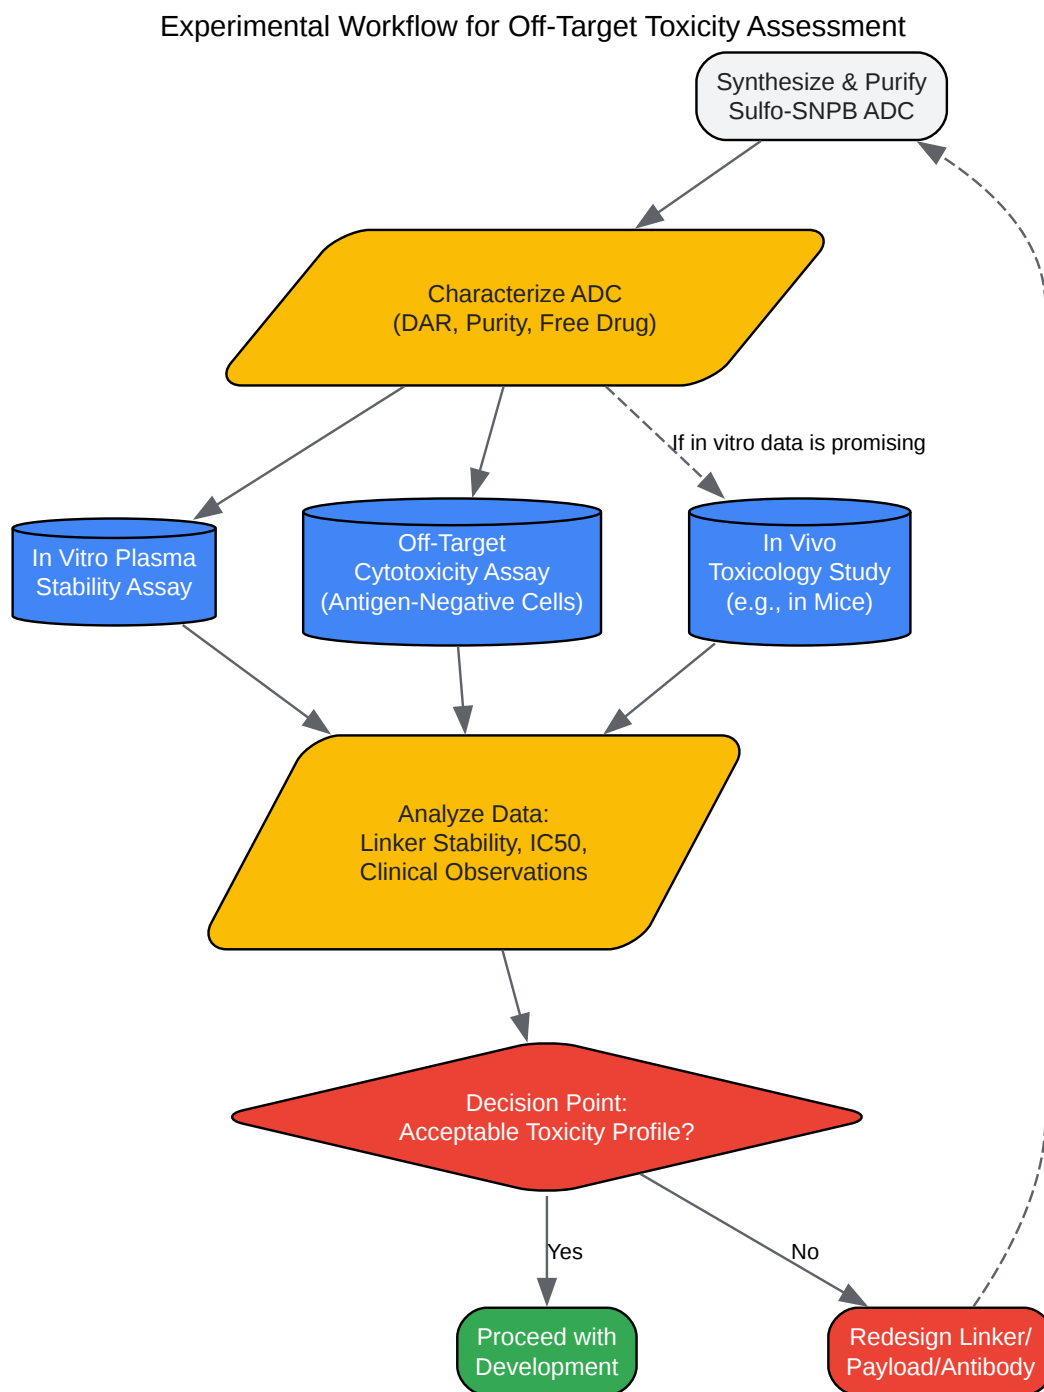 Experimental Workflow for Off-Target Toxicity Assessment
Synthesize & Purify
Sulfo-SNPB ADC
Characterize ADC
(DAR, Purity, Free Drug)
If in vitro data is promising
In Vitro Plasma
Stability Assay
Off-Target
Cytotoxicity Assay
(Antigen-Negative Cells)
In Vivo
Toxicology Study
(e.g., in Mice)
Analyze Data:
Linker Stability, IC50,
Clinical Observations
Decision Point:
Acceptable Toxicity Profile?
Yes
No
Proceed with
Development
Redesign Linker/
Payload/Antibody